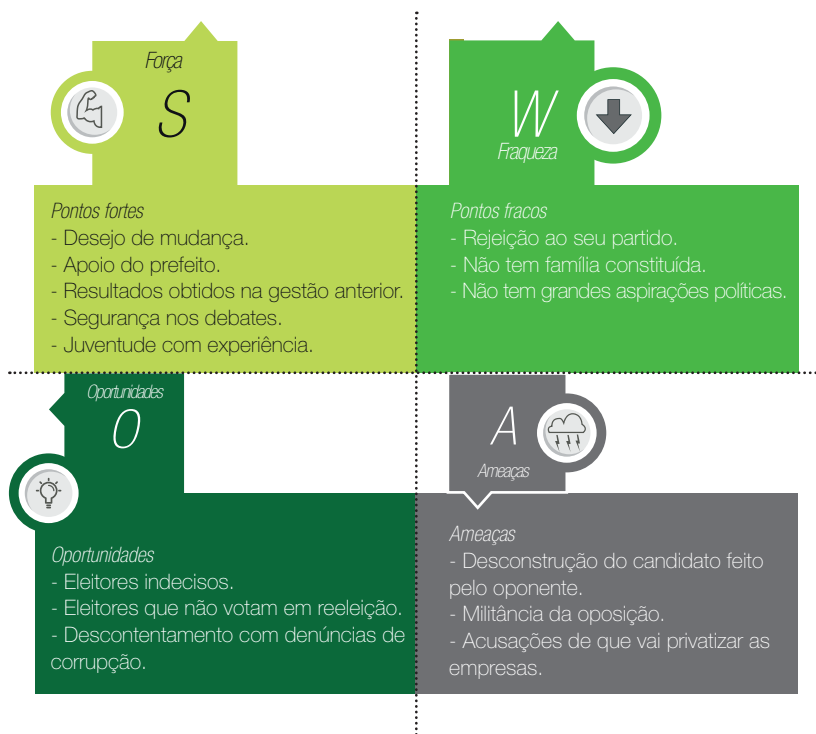 Força
S
Pontos fortes
- Desejo de mudança.
- Apoio do prefeito.
- Resultados obtidos na gestão anterior.
- Segurança nos debates.
- Juventude com experiência.
W
Fraqueza
Pontos fracos
- Rejeição ao seu partido.
- Não tem família constituída.
- Não tem grandes aspirações políticas.
Oportunidades
O
Oportunidades
- Eleitores indecisos.
- Eleitores que não votam em reeleição.
- Descontentamento com denúncias de
corrupção.
A
Ameaças
Ameaças
- Desconstrução do candidato feito
pelo oponente.
- Militância da oposição.
- Acusações de que vai privatizar as
empresas.